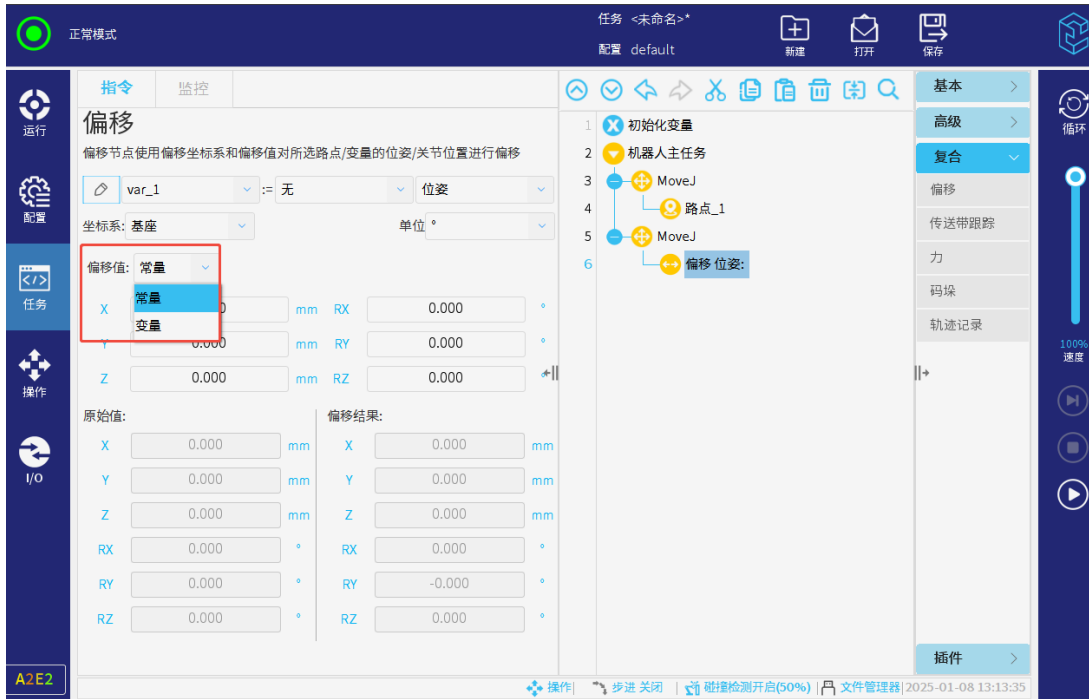 正常模式
任务 <未命名>*
配置 default
新建
打开
保存
运行
配置
任务
操作
I/O
A2E2
指令 监控
偏移
偏移节点使用偏移坐标系和偏移值对所选路点/变量的位姿/关节位置进行偏移
var_1 := 无 位姿
坐标系: 基座 单位 °
偏移值: 常量
常量
变量
X mm RX 0.000 °
Y 0.000 mm RY 0.000 °
Z 0.000 mm RZ 0.000
原始值: 偏移结果:
X 0.000 mm X 0.000 mm
Y 0.000 mm Y 0.000 mm
Z 0.000 mm Z 0.000 mm
RX 0.000 ° RX 0.000 °
RY 0.000 ° RY -0.000 °
RZ 0.000 ° RZ 0.000 °
1 初始化变量
2 机器人主任务
3 MoveJ
4 路点_1
5 MoveJ
6 偏移 位姿:
基本
高级
复合
偏移
传送带跟踪
力
码垛
轨迹记录
插件
循环
100%
速度
操作 步进 关闭 碰撞检测开启(50%) 文件管理器 2025-01-08 13:13:35